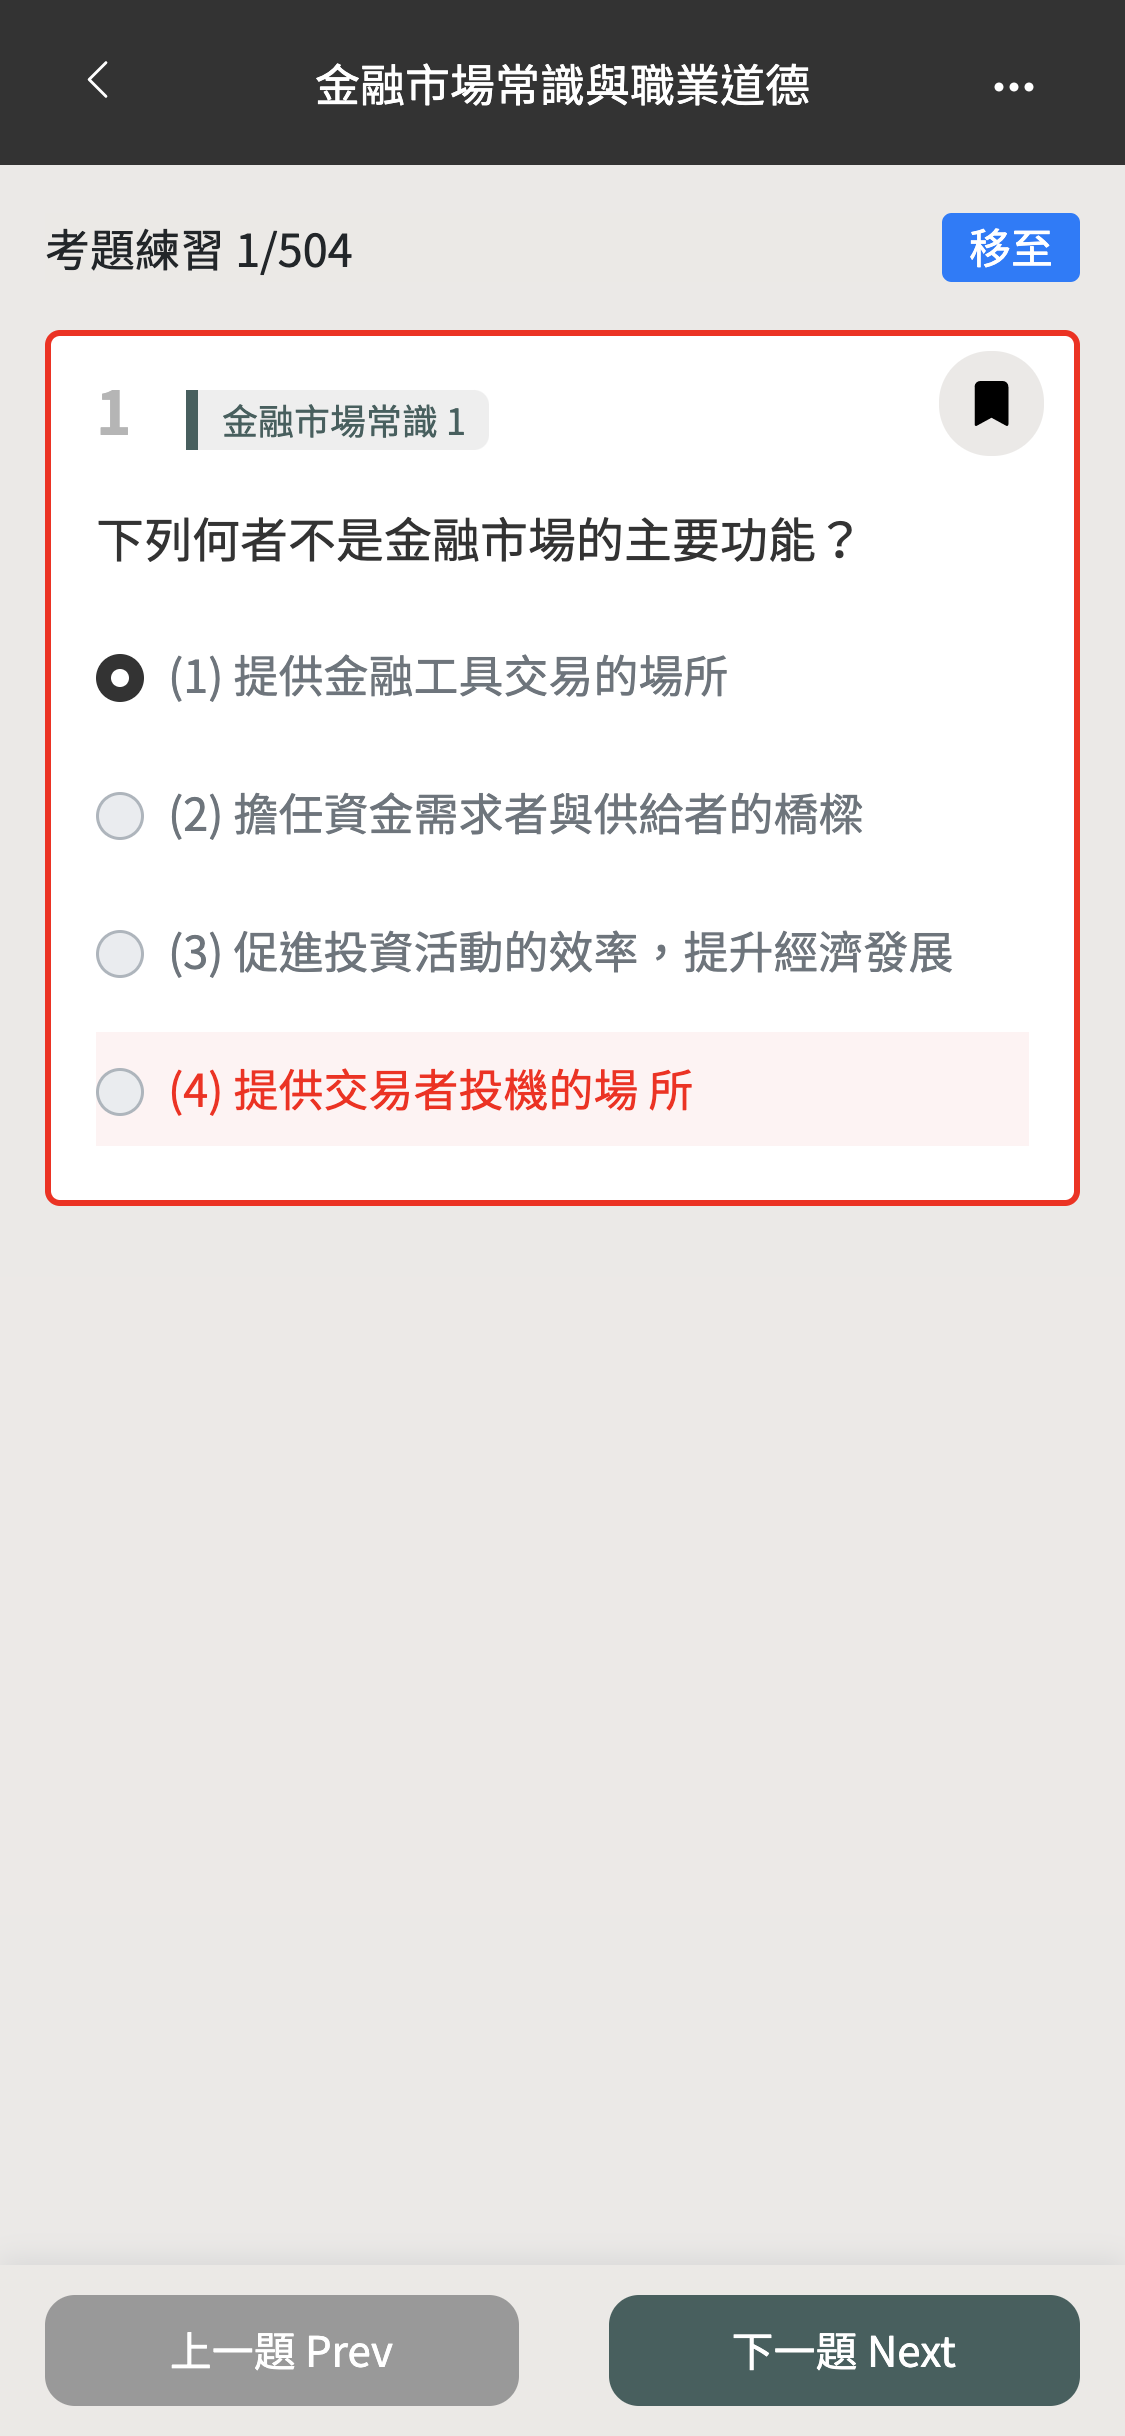 金融市場常識與職業道德
考題練習 1/504
移至
1
金融市場常識 1
下列何者不是金融市場的主要功能？
(1) 提供金融工具交易的場所
(2) 擔任資金需求者與供給者的橋樑
(3) 促進投資活動的效率，提升經濟發展
(4) 提供交易者投機的場 所
上一題 Prev
下一題 Next